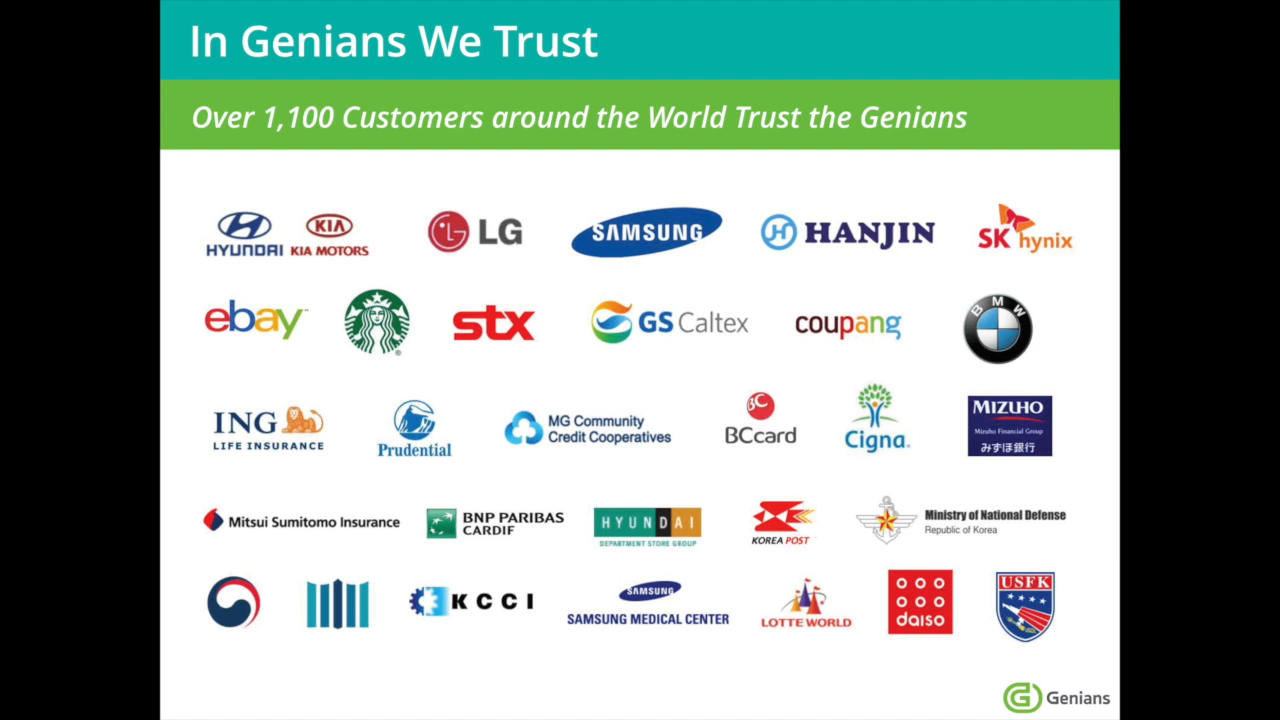 In Genians We Trust
Over 1,100 Customers around the World Trust the Genians
HYUNDAI
KIA
KIA MOTORS
LG
SAMSUNG
HANJIN
SK hynix
ebay™
stx
GS Caltex
coupang
BMW
ING
LIFE INSURANCE
Prudential
MG Community
Credit Cooperatives
BC
BCcard
Cigna
MIZUHO
Mizuho Financial Group
みずほ銀行
Mitsui Sumitomo Insurance
BNP PARIBAS
CARDIF
HYUNDAI
DEPARTMENT STORE GROUP
KOREA POST
Ministry of National Defense
Republic of Korea
KCCI
SAMSUNG
SAMSUNG MEDICAL CENTER
LOTTE WORLD
daiso
USFK
Genians